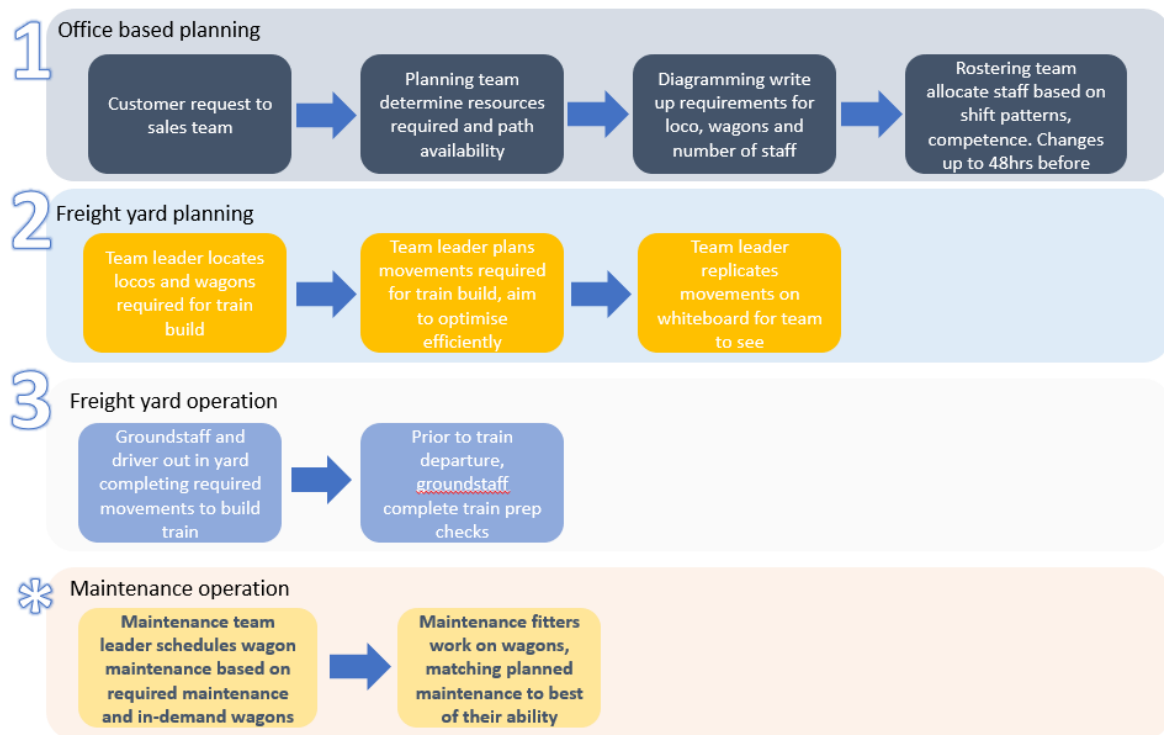 1
Office based planning
Customer request to
sales team
Planning team
determine resources
required and path
availability
Diagramming write
up requirements for
loco, wagons and
number of staff
Rostering team
allocate staff based on
shift patterns,
competence. Changes
up to 48hrs before
2
Freight yard planning
Team leader locates
locos and wagons
required for train
build
Team leader plans
movements required
for train build, aim
to optimise
efficiently
Team leader
replicates
movements on
whiteboard for team
to see
3
Freight yard operation
Groundstaff and
driver out in yard
completing required
movements to build
train
Prior to train
departure,
groundstaff
complete train prep
checks
*
Maintenance operation
Maintenance team
leader schedules wagon
maintenance based on
required maintenance
and in-demand wagons
Maintenance fitters
work on wagons,
matching planned
maintenance to best
of their ability